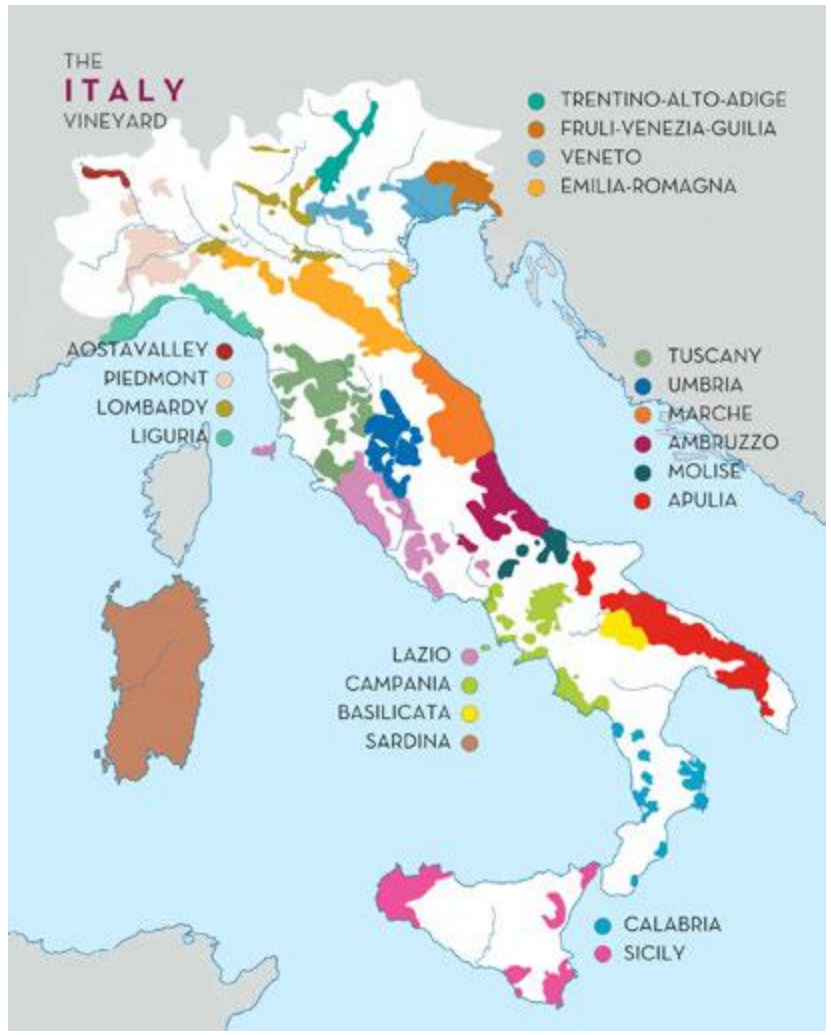 THE
ITALY
VINEYARD
TRENTINO-ALTO-ADIGE
FRULI-VENEZIA-GUILIA
VENETO
EMILIA-ROMAGNA
AOSTAVALLEY
PIEDMONT
LOMBARDY
LIGURIA
TUSCANY
UMBRIA
MARCHE
AMBRUZZO
MOLISE
APULIA
LAZIO
CAMPANIA
BASILICATA
SARDINA
CALABRIA
SICILY